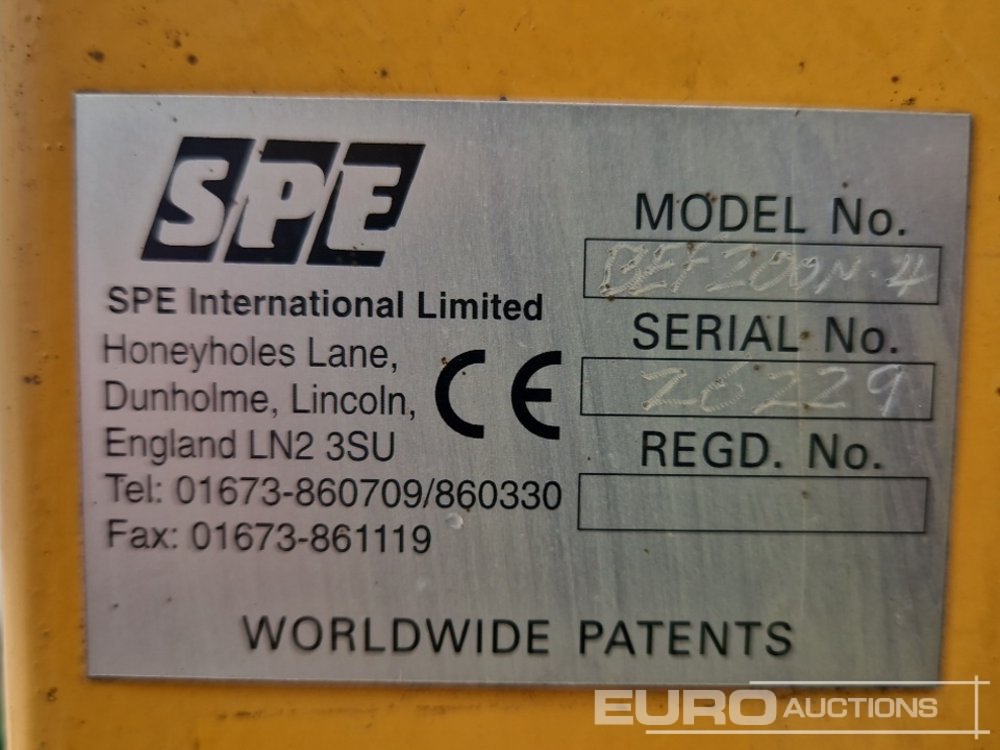 SPE
SPE International Limited
Honeyholes Lane,
Dunholme, Lincoln,
England LN2 3SU
Tel: 01673-860709/860330
Fax: 01673-861119
CE
MODEL No.
SERIAL No.
26229
REGD. No.
WORLDWIDE PATENTS
EURO AUCTIONS